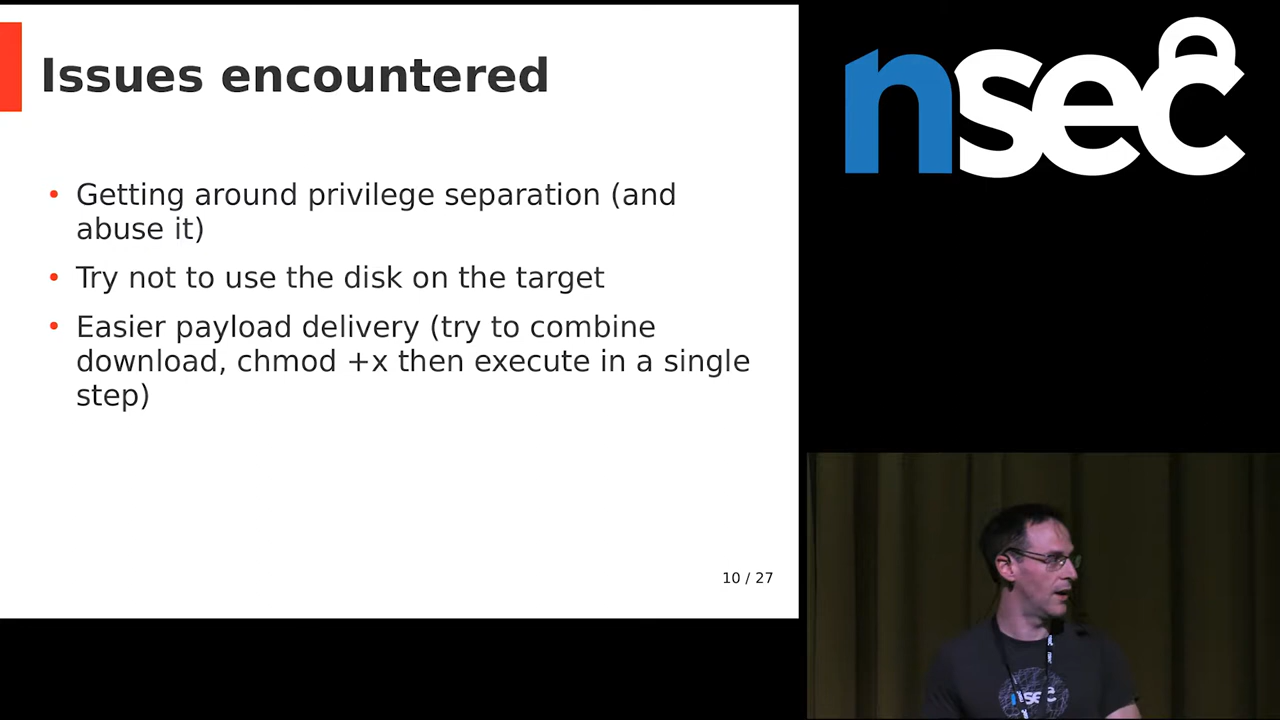 Issues encountered
nsec
• Getting around privilege separation (and
abuse it)
• Try not to use the disk on the target
• Easier payload delivery (try to combine
download, chmod +x then execute in a single
step)
10 / 27
nsec